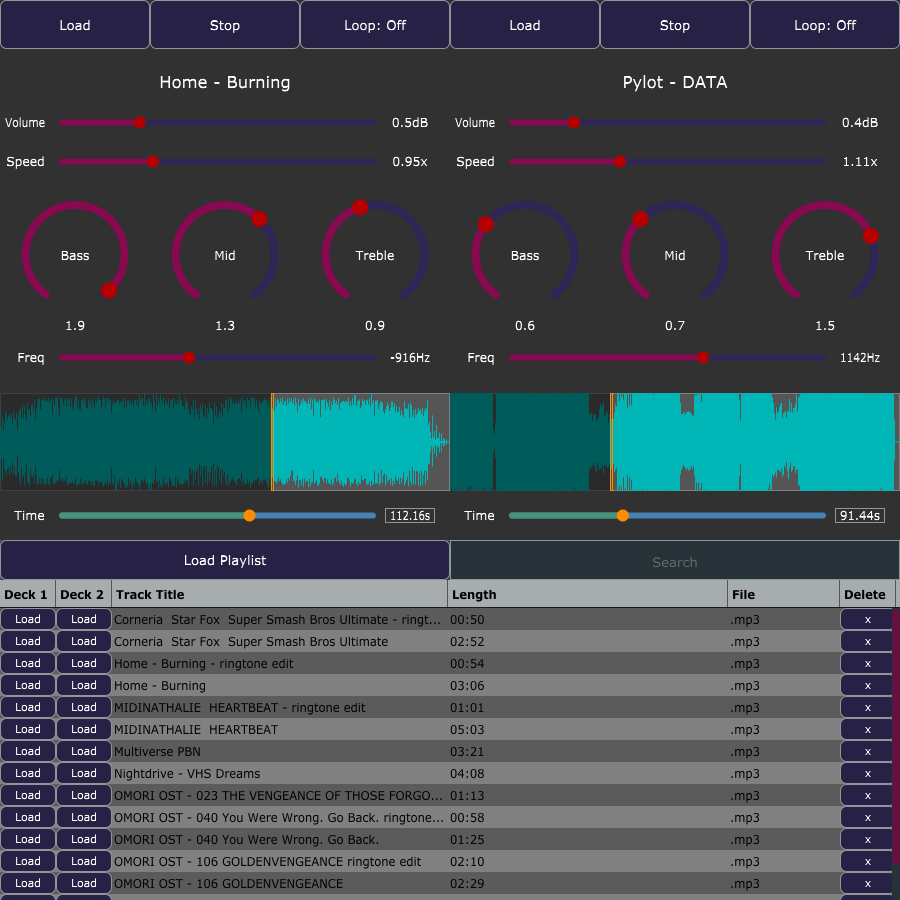 Load Stop Loop: Off Load Stop Loop: Off
Home - Burning Pylot - DATA
Volume 0.5dB Volume 0.4dB
Speed 0.95x Speed 1.11x
Bass Mid Treble Bass Mid Treble
1.9 1.3 0.9 0.6 0.7 1.5
Freq -916Hz Freq 1142Hz
Time 112.16s Time 91.44s
Load Playlist Search
Deck 1 Deck 2 Track Title Length File Delete
Load Load Corneria  Star Fox  Super Smash Bros Ultimate - ringt... 00:50 .mp3 x
Load Load Corneria  Star Fox  Super Smash Bros Ultimate 02:52 .mp3 x
Load Load Home - Burning - ringtone edit 00:54 .mp3 x
Load Load Home - Burning 03:06 .mp3 x
Load Load MIDINATHALIE  HEARTBEAT - ringtone edit 01:01 .mp3 x
Load Load MIDINATHALIE  HEARTBEAT 05:03 .mp3 x
Load Load Multiverse PBN 03:21 .mp3 x
Load Load Nightdrive - VHS Dreams 04:08 .mp3 x
Load Load OMORI OST - 023 THE VENGEANCE OF THOSE FORGO... 01:13 .mp3 x
Load Load OMORI OST - 040 You Were Wrong. Go Back. ringtone... 00:58 .mp3 x
Load Load OMORI OST - 040 You Were Wrong. Go Back. 01:25 .mp3 x
Load Load OMORI OST - 106 GOLDENVENGEANCE ringtone edit 02:10 .mp3 x
Load Load OMORI OST - 106 GOLDENVENGEANCE 02:29 .mp3 x